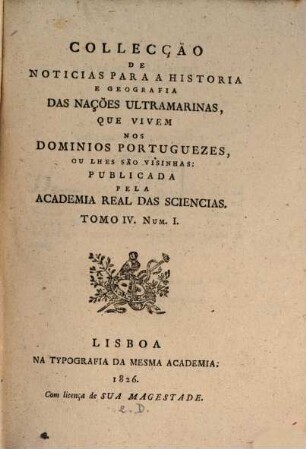 COLLECÇÃO
DE
NOTICIAS PARA A HISTORIA
E GEOGRAFIA
DAS NAÇÕES ULTRAMARINAS,
QUE VIVEM
NOS
DOMINIOS PORTUGUEZES,
OU LHES SÃO VISINHAS:
PUBLICADA
PELA
ACADEMIA REAL DAS SCIENCIAS.
TOMO IV. NUM. I.
LISBOA
NA TYPOGRAFIA DA MESMA ACADEMIA:
1826.
Com licença de SUA MAGESTADE.
e. D.